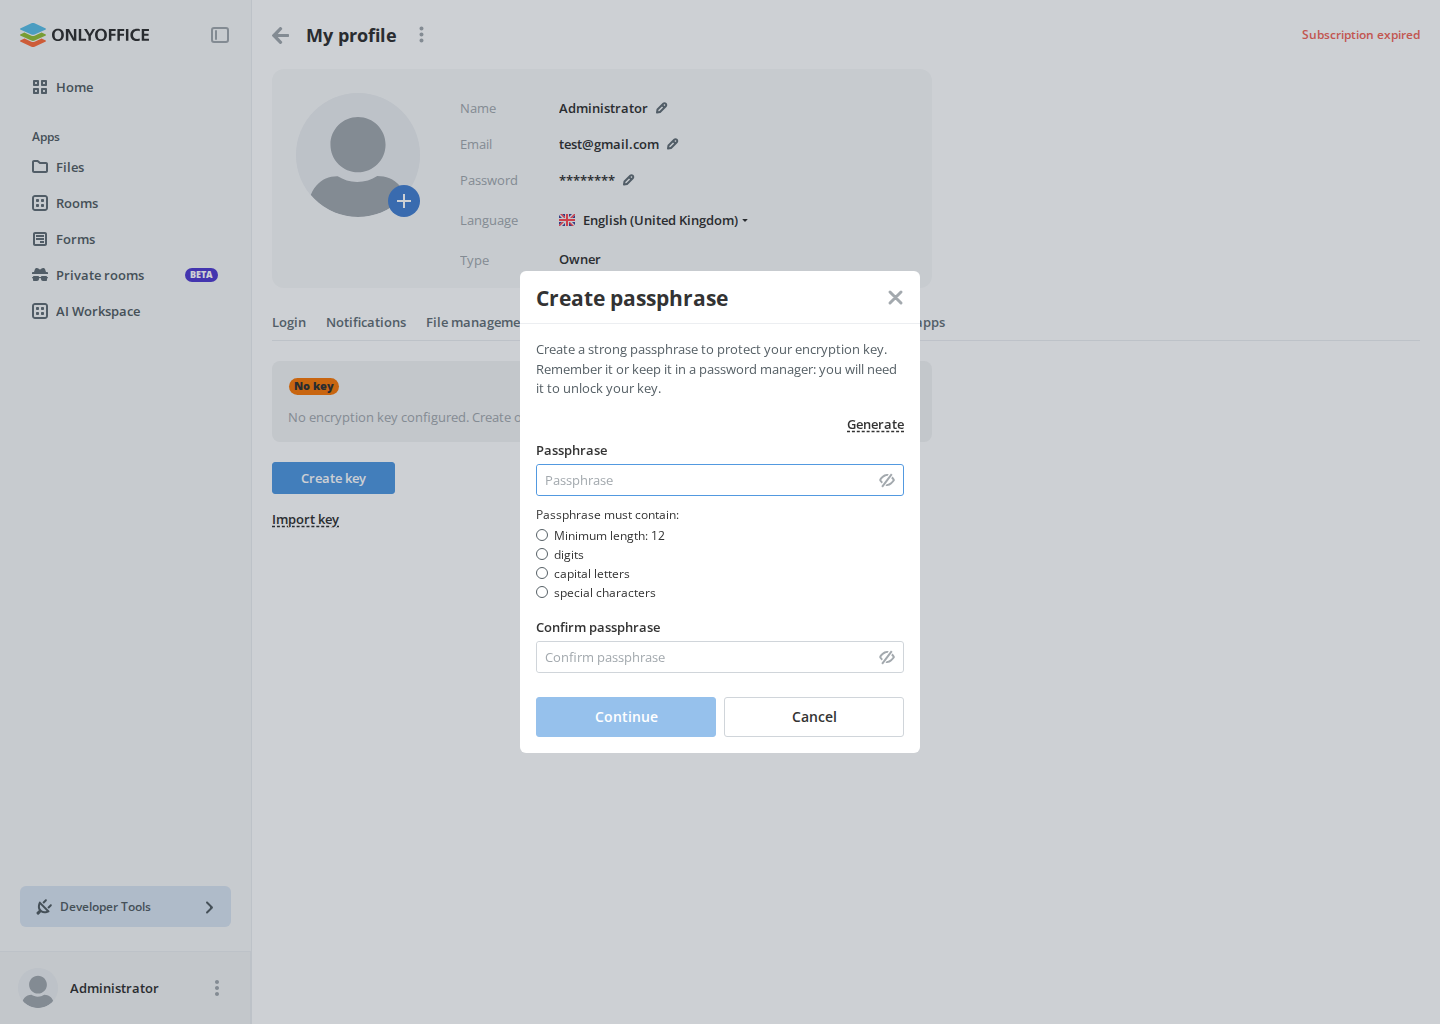 ONLYOFFICE
Home
Apps
Files
Rooms
Forms
Private rooms BETA
AI Workspace
Developer Tools
Administrator
My profile
Subscription expired
Name Administrator
Email test@gmail.com
Password ********
Language English (United Kingdom)
Type Owner
Login Notifications File manageme
apps
No key
No encryption key configured. Create o
Create key
Import key
Create passphrase
Create a strong passphrase to protect your encryption key.
Remember it or keep it in a password manager: you will need
it to unlock your key.
Generate
Passphrase
Passphrase
Passphrase must contain:
Minimum length: 12
digits
capital letters
special characters
Confirm passphrase
Confirm passphrase
Continue Cancel